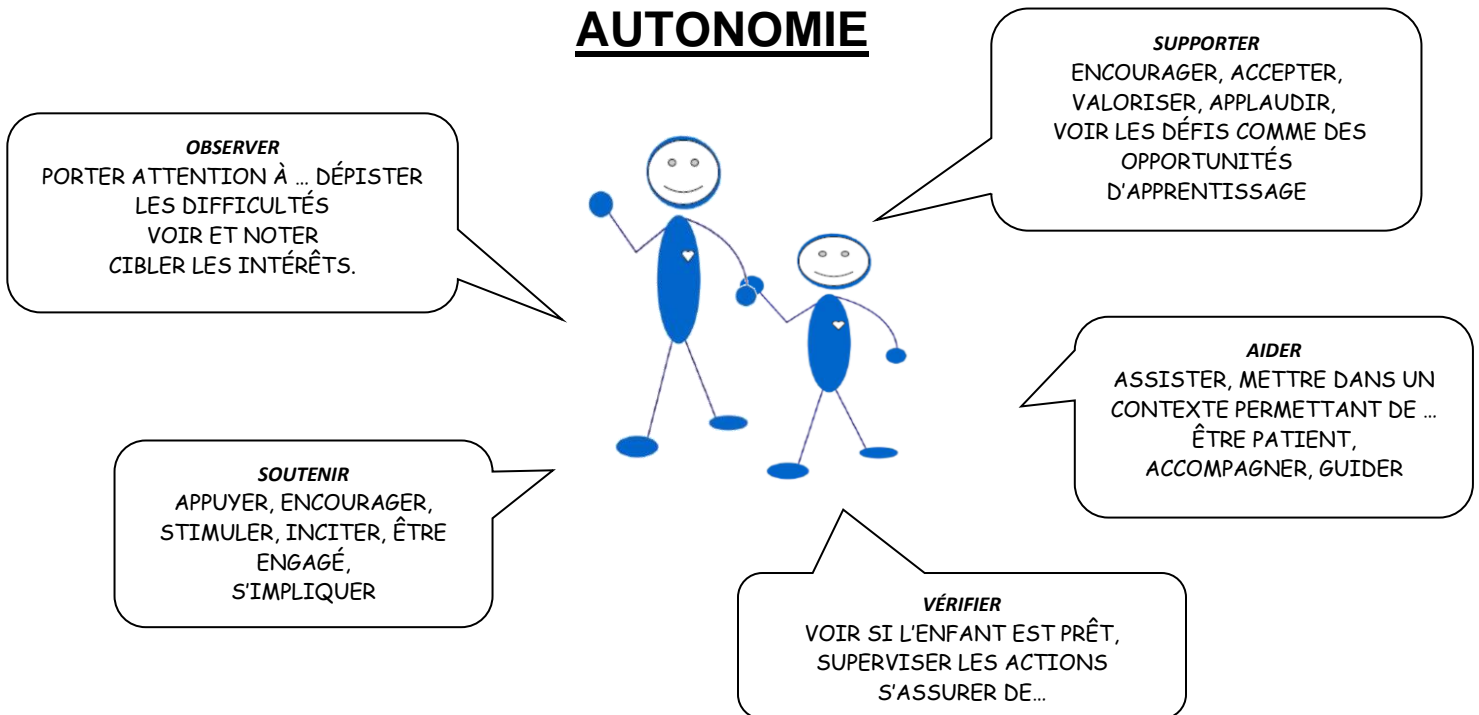 AUTONOMIE
OBSERVER
PORTER ATTENTION À … DÉPISTER
LES DIFFICULTÉS
VOIR ET NOTER
CIBLER LES INTÉRÊTS.
SUPPORTER
ENCOURAGER, ACCEPTER,
VALORISER, APPLAUDIR,
VOIR LES DÉFIS COMME DES
OPPORTUNITÉS
D'APPRENTISSAGE
AIDER
ASSISTER, METTRE DANS UN
CONTEXTE PERMETTANT DE …
ÊTRE PATIENT,
ACCOMPAGNER, GUIDER
SOUTENIR
APPUYER, ENCOURAGER,
STIMULER, INCITER, ÊTRE
ENGAGÉ,
S'IMPLIQUER
VÉRIFIER
VOIR SI L'ENFANT EST PRÊT,
SUPERVISER LES ACTIONS
S'ASSURER DE…